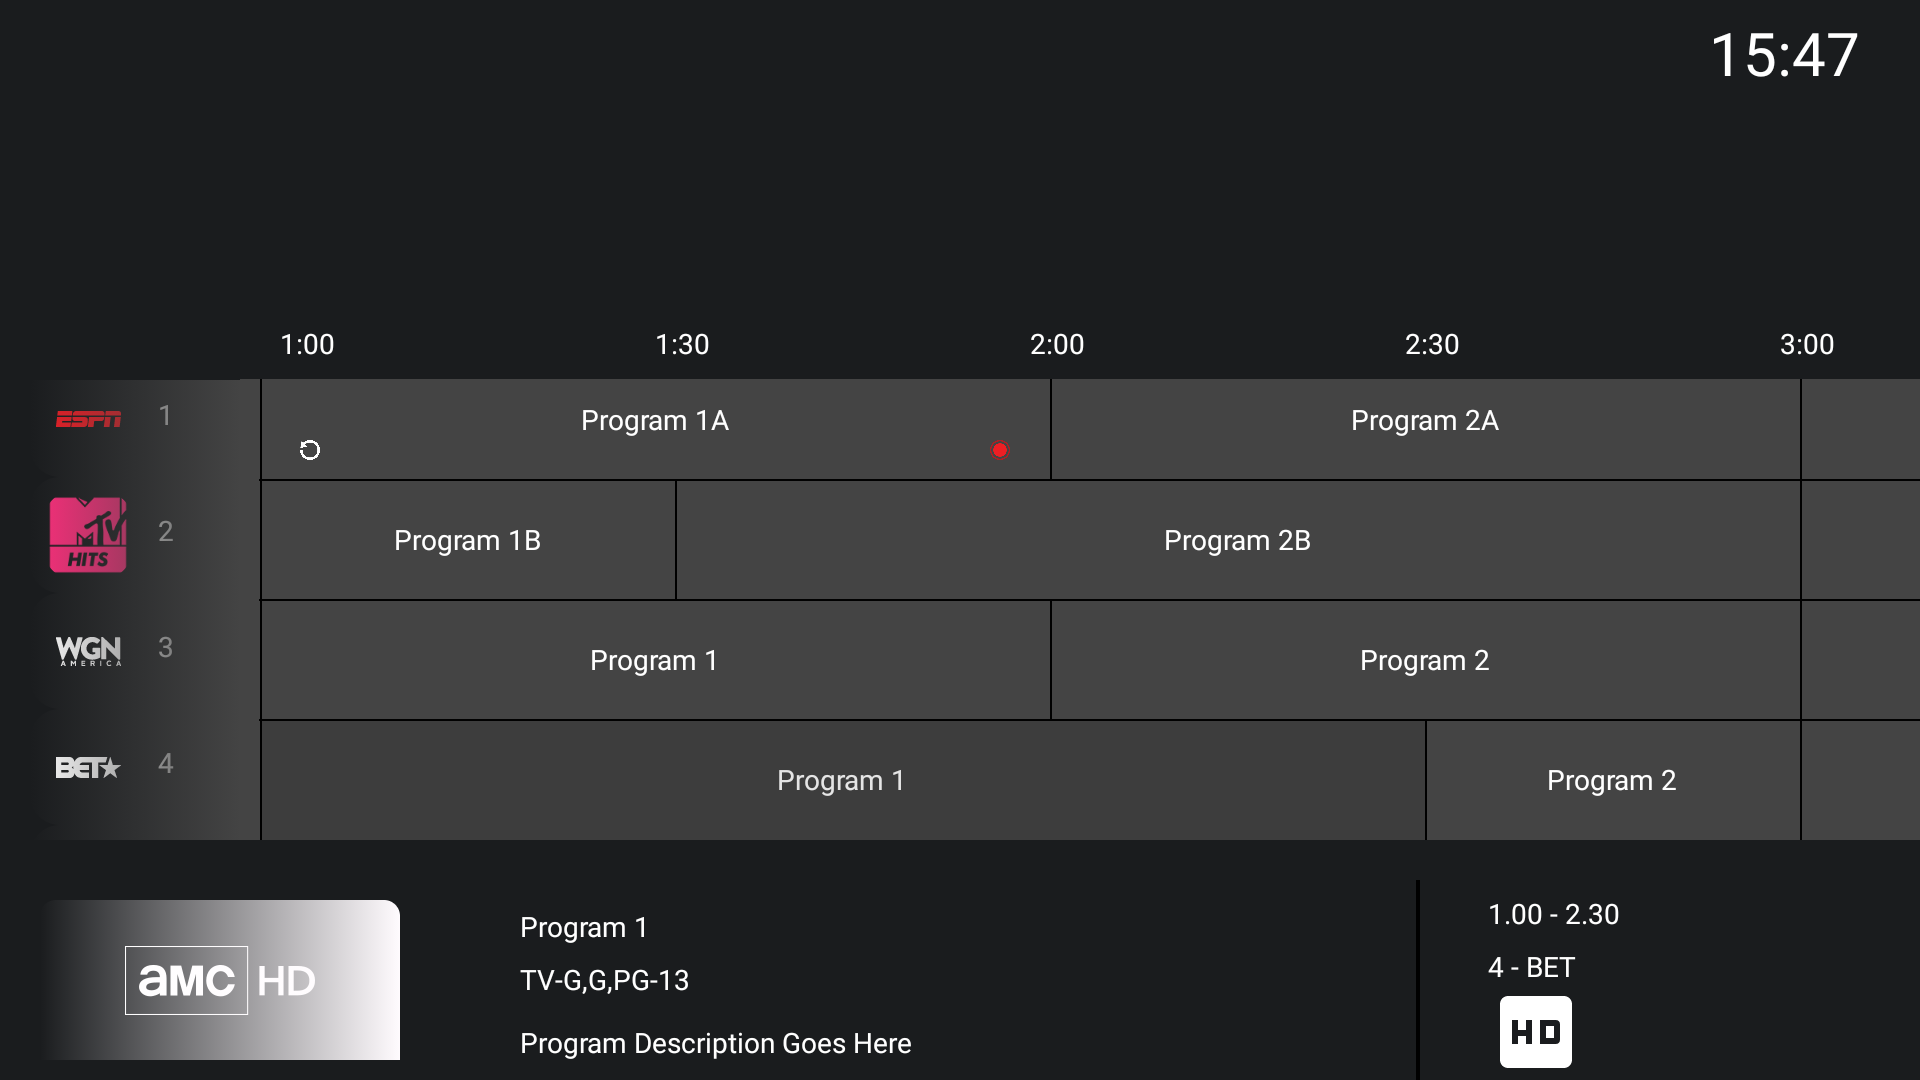 15:47
1:00 1:30 2:00 2:30 3:00
ESPN 1 Program 1A Program 2A
MTV
HITS
2 Program 1B Program 2B
WGN
AMERICA
3 Program 1 Program 2
BET 4 Program 1 Program 2
aMC HD
Program 1
TV-G,G,PG-13
Program Description Goes Here
1.00 - 2.30
4 - BET
HD